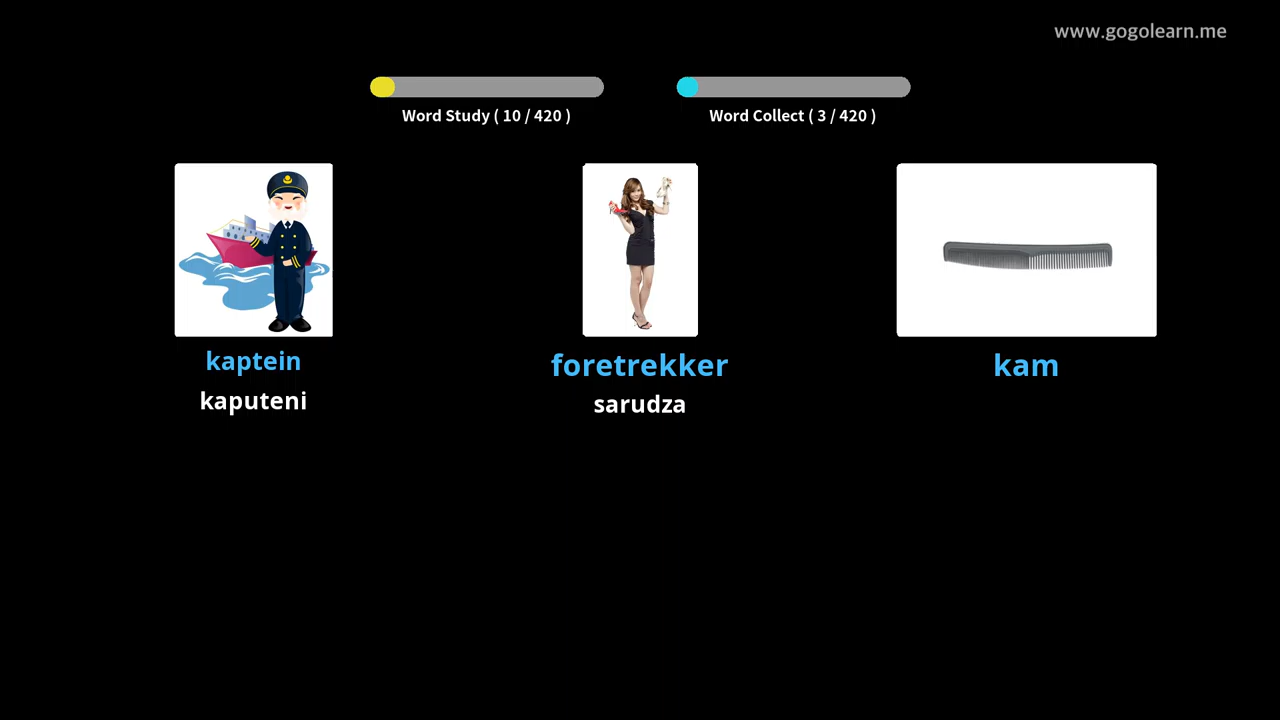 www.gogolearn.me
Word Study ( 10 / 420 )
Word Collect ( 3 / 420 )
kaptein
kaputeni
foretrekker
sarudza
kam